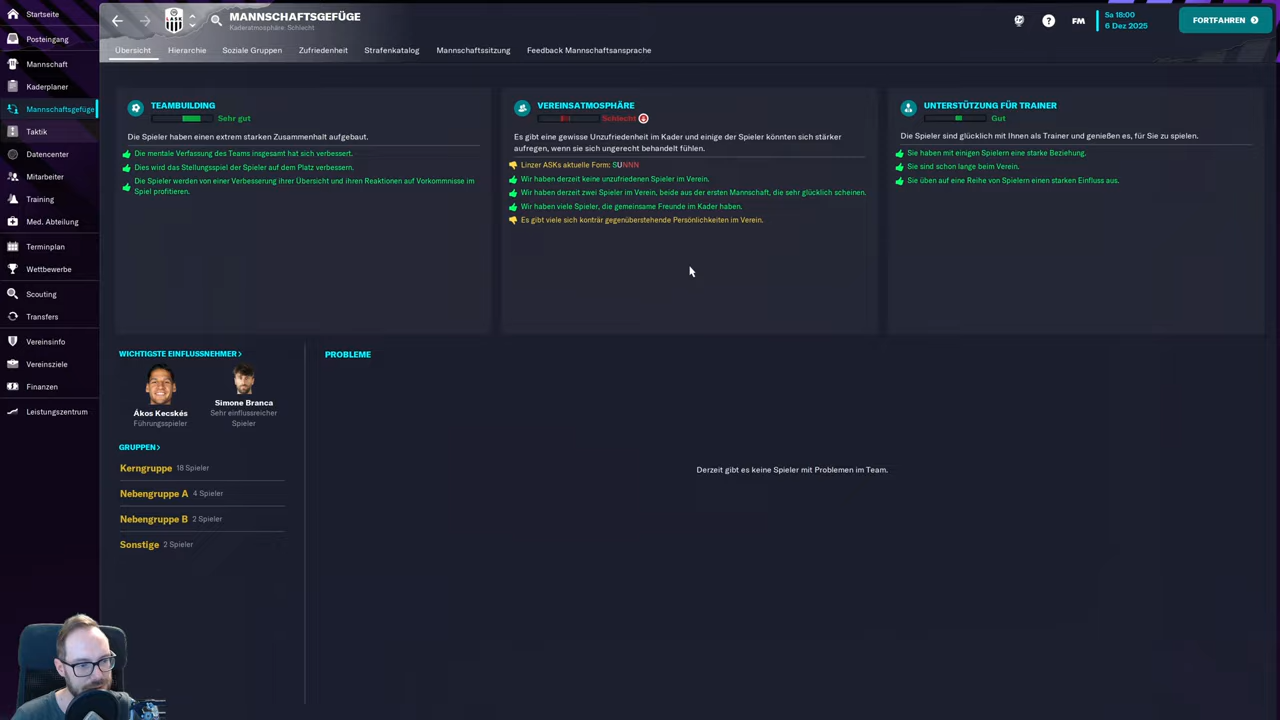 Startseite
Posteingang
Mannschaft
Kaderplaner
Mannschaftsgefüge
Taktik
Datencenter
Mitarbeiter
Training
Med. Abteilung
Terminplan
Wettbewerbe
Scouting
Transfers
Vereinsinfo
Vereinsziele
Finanzen
Leistungszentrum
MANNSCHAFTSGEFÜGE
Kaderatmosphäre: Schlecht
FM
Sa 18:00
6 Dez 2025
FORTFAHREN
Übersicht
Hierarchie
Soziale Gruppen
Zufriedenheit
Strafenkatalog
Mannschaftssitzung
Feedback Mannschaftsansprache
TEAMBUILDING
Sehr gut
Die Spieler haben einen extrem starken Zusammenhalt aufgebaut.
Die mentale Verfassung des Teams insgesamt hat sich verbessert.
Dies wird das Stellungsspiel der Spieler auf dem Platz verbessern.
Die Spieler werden von einer Verbesserung ihrer Übersicht und ihren Reaktionen auf Vorkommnisse im
Spiel profitieren.
VEREINSATMOSPHÄRE
Schlecht
Es gibt eine gewisse Unzufriedenheit im Kader und einige der Spieler könnten sich stärker
aufregen, wenn sie sich ungerecht behandelt fühlen.
Linzer ASKs aktuelle Form: SUNNN
Wir haben derzeit keine unzufriedenen Spieler im Verein.
Wir haben derzeit zwei Spieler im Verein, beide aus der ersten Mannschaft, die sehr glücklich scheinen.
Wir haben viele Spieler, die gemeinsame Freunde im Kader haben.
Es gibt viele sich konträr gegenüberstehende Persönlichkeiten im Verein.
UNTERSTÜTZUNG FÜR TRAINER
Gut
Die Spieler sind glücklich mit Ihnen als Trainer und genießen es, für Sie zu spielen.
Sie haben mit einigen Spielern eine starke Beziehung.
Sie sind schon lange beim Verein.
Sie üben auf eine Reihe von Spielern einen starken Einfluss aus.
WICHTIGSTE EINFLUSSNEHMER >
Ákos Kecskés
Führungsspieler
Simone Branca
Sehr einflussreicher
Spieler
GRUPPEN >
Kerngruppe 18 Spieler
Nebengruppe A 4 Spieler
Nebengruppe B 2 Spieler
Sonstige 2 Spieler
PROBLEME
Derzeit gibt es keine Spieler mit Problemen im Team.